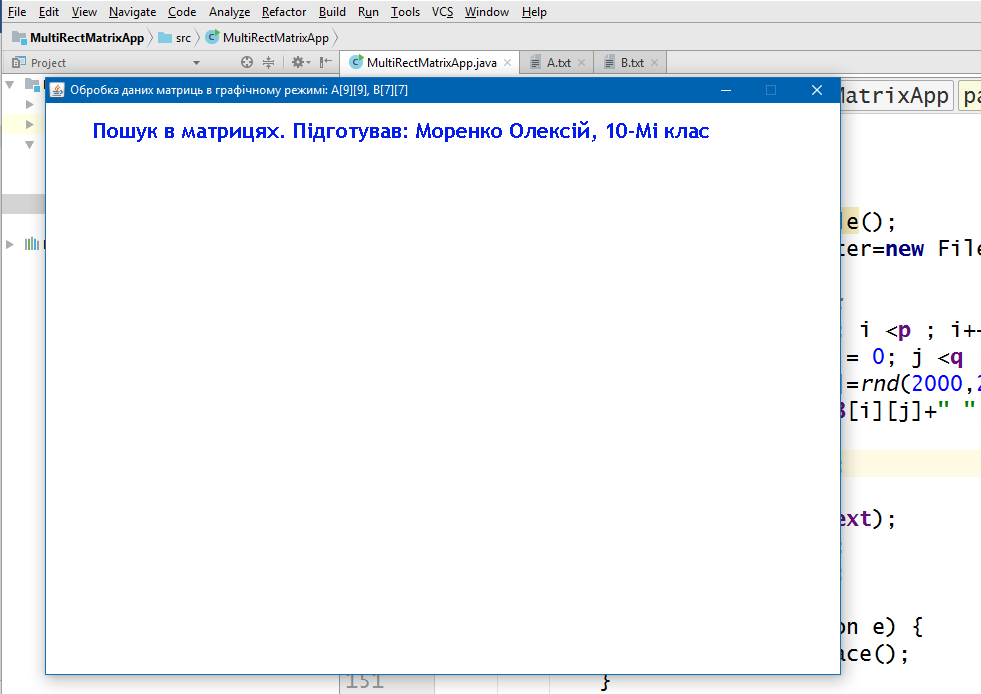 File Edit View Navigate Code Analyze Refactor Build Run Tools VCS Window Help
MultiRectMatrixApp src MultiRectMatrixApp
Project MultiRectMatrixApp.java A.txt B.txt
Обробка даних матриць в графічному режимі: A[9][9], B[7][7]
MatrixApp pa
Пошук в матрицях. Підготував: Моренко Олексій, 10-Мі клас
e();
ter=new File
; i <p ; i++
= 0; j <q
]=rnd(2000,2
B[i][j]+" "
ext);
on e) {
ace();
151 }